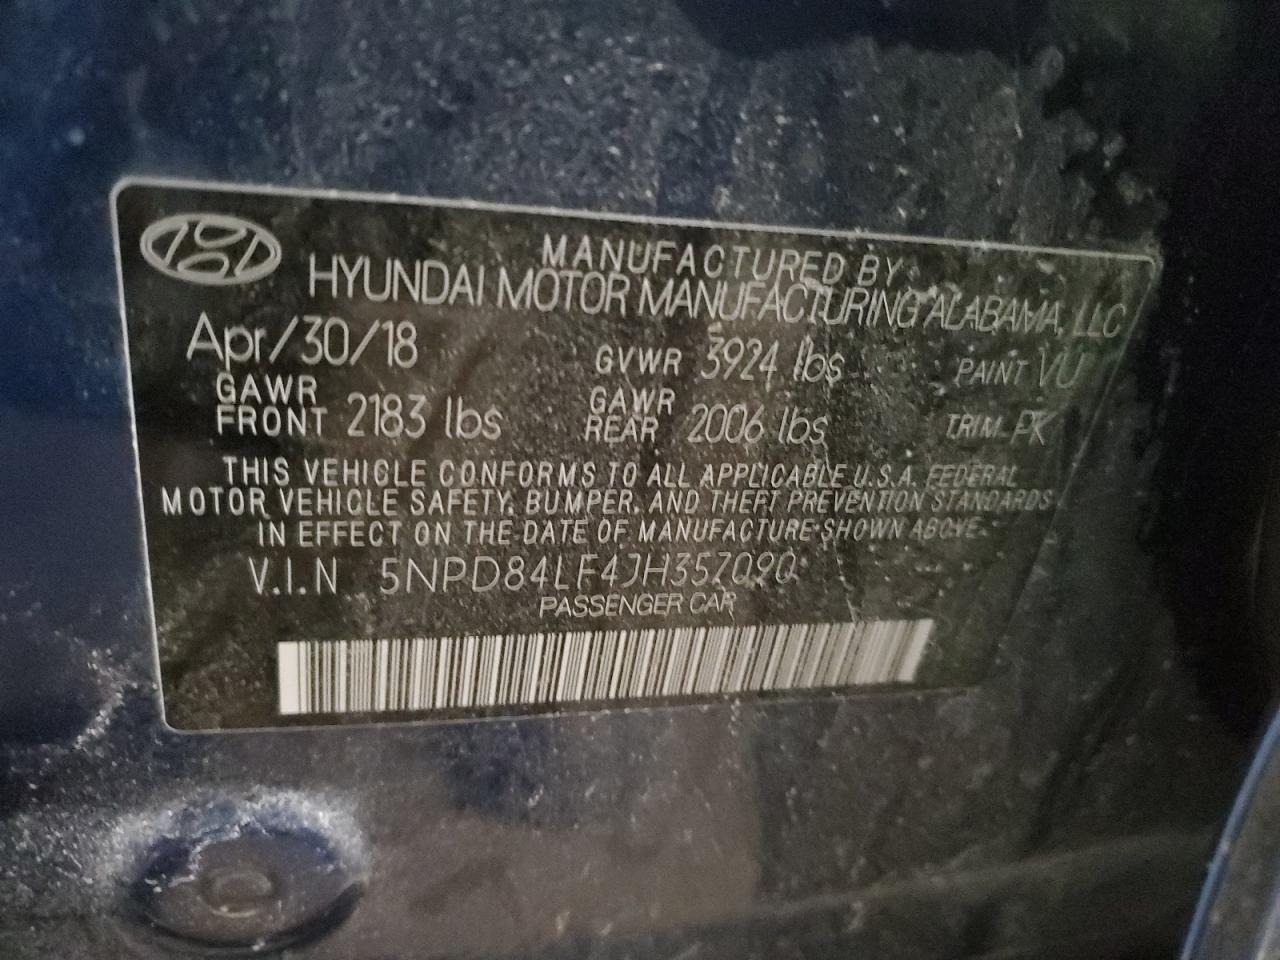 MANUFACTURED BY
HYUNDAI MOTOR MANUFACTURING ALABAMA, LLC
Apr/30/18 GVWR 3924 lbs PAINT VU
GAWR FRONT 2183 lbs GAWR REAR 2006 lbs TRIM PK
THIS VEHICLE CONFORMS TO ALL APPLICABLE U.S.A. FEDERAL
MOTOR VEHICLE SAFETY, BUMPER, AND THEFT PREVENTION STANDARDS
IN EFFECT ON THE DATE OF MANUFACTURE SHOWN ABOVE.
V.I.N 5NPD84LF4JH357090
PASSENGER CAR